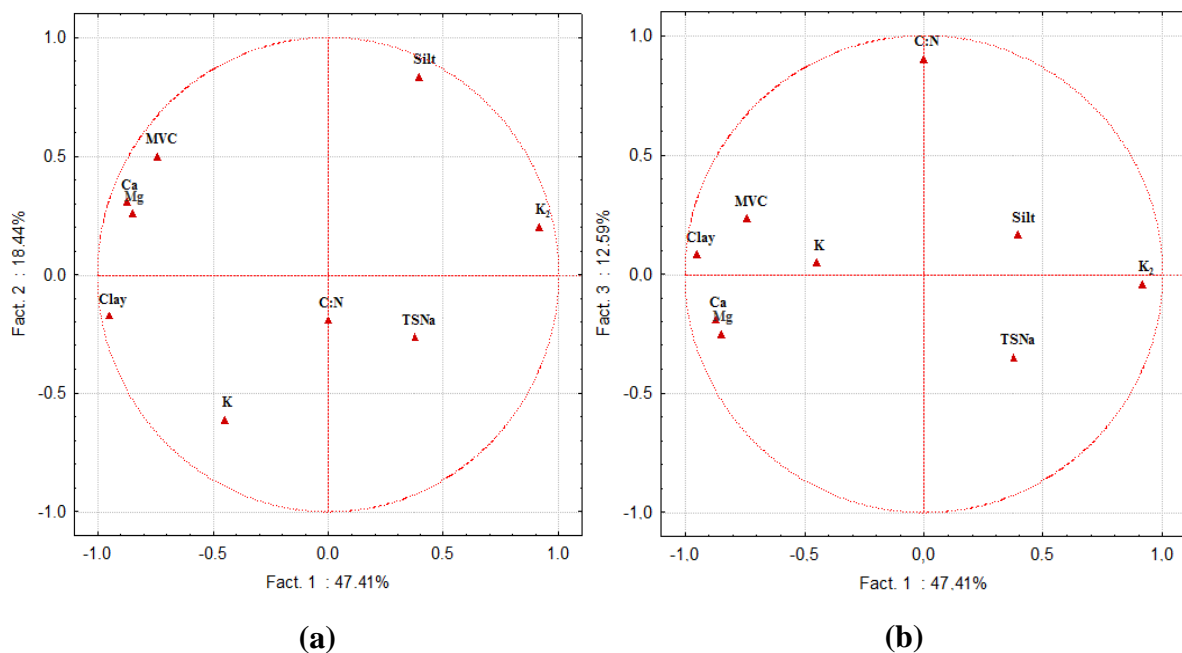 1.0
0.5
0.0
-0.5
-1.0
Fact. 2 : 18.44%
Silt
MVC
Ca
Mg
K₂
Clay
C:N
TSNa
K
-1.0 -0.5 0.0 0.5 1.0
Fact. 1 : 47.41%
(a)
1.0
0.5
0.0
-0.5
-1.0
Fact. 3 : 12.59%
C:N
MVC
Silt
Clay
K
K₂
Ca
Mg
TSNa
-1.0 -0.5 0,0 0.5 1.0
Fact. 1 : 47,41%
(b)